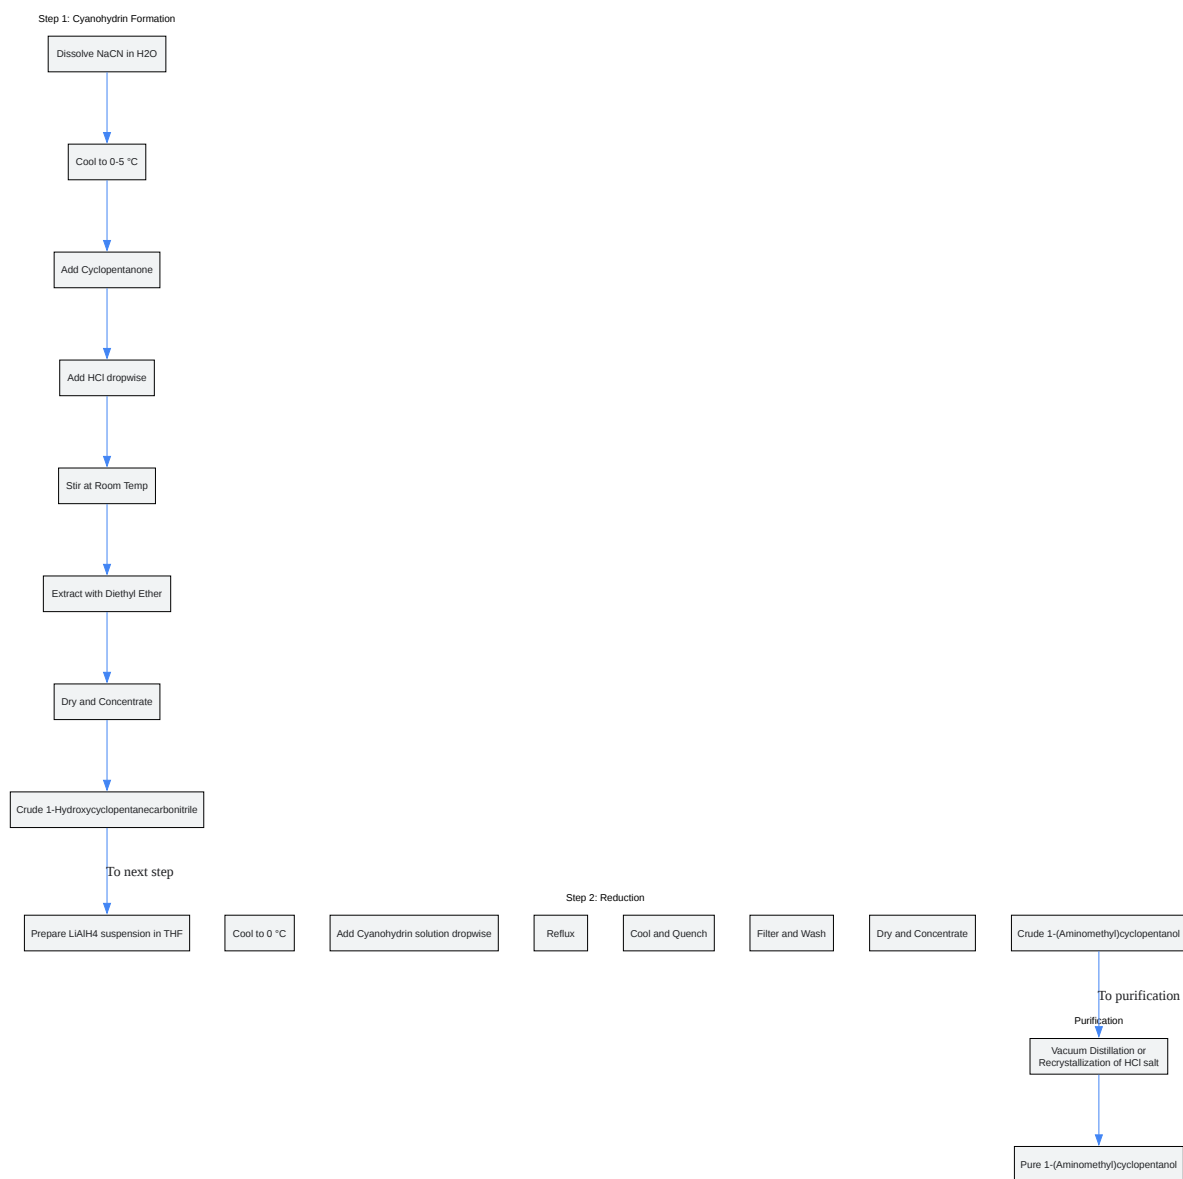 Step 1: Cyanohydrin Formation
Dissolve NaCN in H2O
Cool to 0-5 °C
Add Cyclopentanone
Add HCl dropwise
Stir at Room Temp
Extract with Diethyl Ether
Dry and Concentrate
Crude 1-Hydroxycyclopentanecarbonitrile
To next step
Step 2: Reduction
Prepare LiAlH4 suspension in THF
Cool to 0 °C
Add Cyanohydrin solution dropwise
Reflux
Cool and Quench
Filter and Wash
Dry and Concentrate
Crude 1-(Aminomethyl)cyclopentanol
To purification
Purification
Vacuum Distillation or
Recrystallization of HCl salt
Pure 1-(Aminomethyl)cyclopentanol